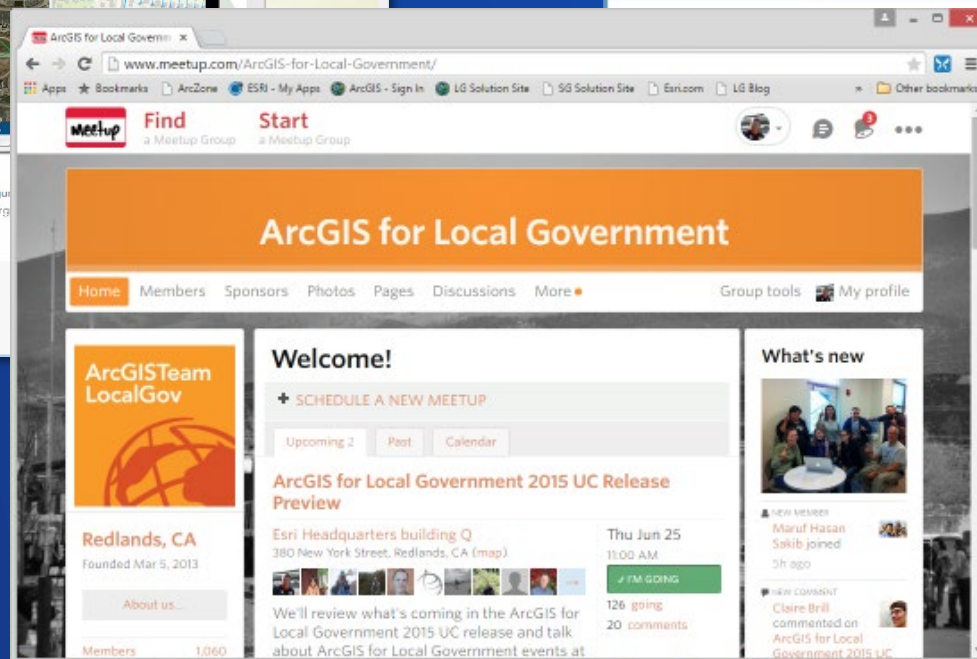 ArcGIS for Local Governm
www.meetup.com/ArcGIS-for-Local-Government/
Apps Bookmarks ArcZone ESRI - My Apps ArcGIS - Sign In LG Solution Site SG Solution Site Esri.com LG Blog » Other bookmarks
Meetup
Find
a Meetup Group
Start
a Meetup Group
3
ArcGIS for Local Government
Home Members Sponsors Photos Pages Discussions More Group tools My profile
ArcGISTeam
LocalGov
Redlands, CA
Founded Mar 5, 2013
About us...
Members 1,060
Welcome!
+ SCHEDULE A NEW MEETUP
Upcoming 2 Past Calendar
ArcGIS for Local Government 2015 UC Release
Preview
Esri Headquarters building Q
380 New York Street, Redlands, CA (map)
We'll review what's coming in the ArcGIS for
Local Government 2015 UC release and talk
about ArcGIS for Local Government events at
Thu Jun 25
11:00 AM
✓ I'M GOING
126 going
20 comments
What's new
NEW MEMBER
Maruf Hasan
Sakib joined
5h ago
NEW COMMENT
Claire Brill
commented on
ArcGIS for Local
Government 2015 UC